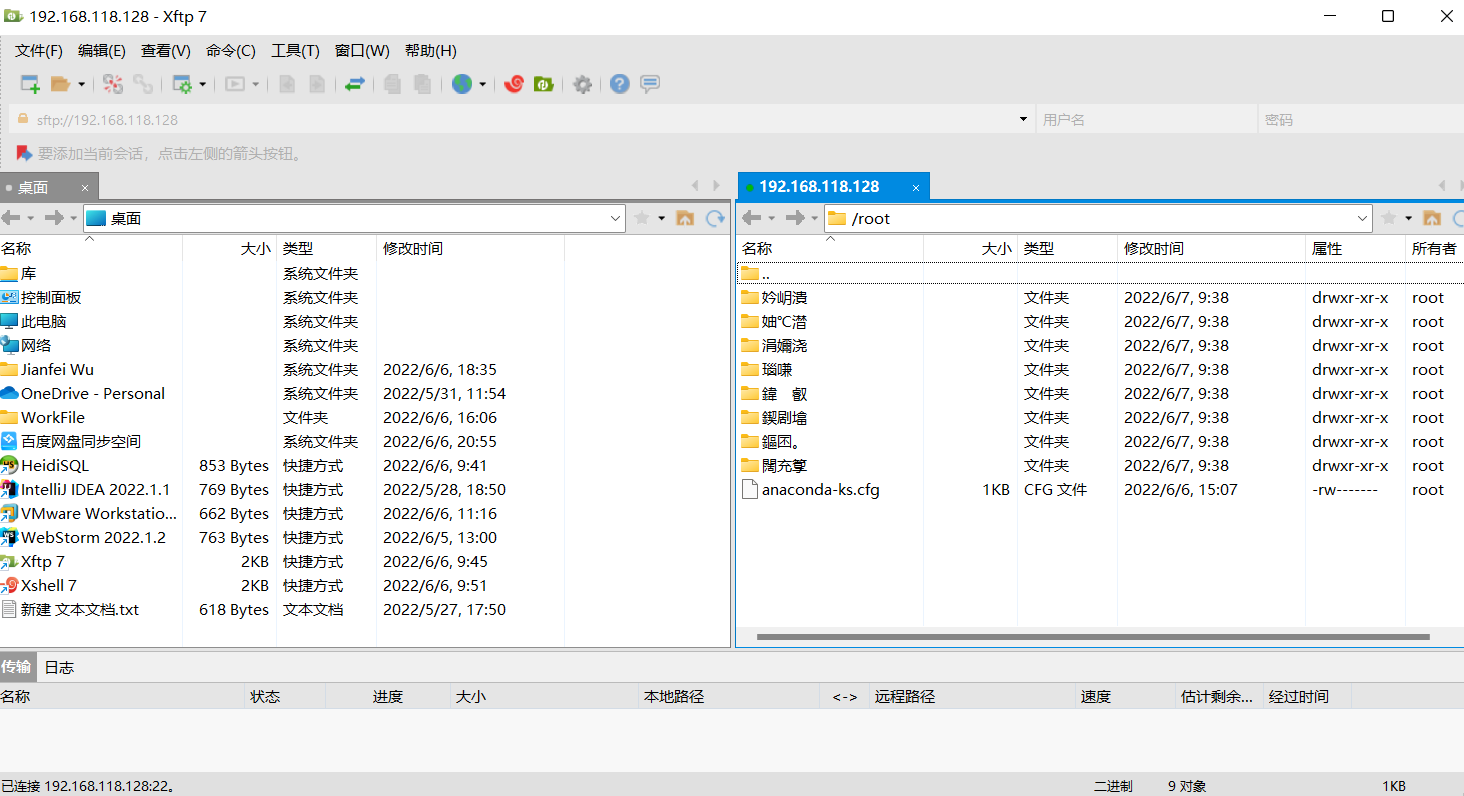 192.168.118.128 - Xftp 7
文件(F) 编辑(E) 查看(V) 命令(C) 工具(T) 窗口(W) 帮助(H)
sftp://192.168.118.128 用户名 密码
要添加当前会话，点击左侧的箭头按钮。
桌面 ×
桌面
名称 大小 类型 修改时间
库 系统文件夹
控制面板 系统文件夹
此电脑 系统文件夹
网络 系统文件夹
Jianfei Wu 系统文件夹 2022/6/6, 18:35
OneDrive - Personal 系统文件夹 2022/5/31, 11:54
WorkFile 文件夹 2022/6/6, 16:06
百度网盘同步空间 系统文件夹 2022/6/6, 20:55
HeidiSQL 853 Bytes 快捷方式 2022/6/6, 9:41
IntelliJ IDEA 2022.1.1 769 Bytes 快捷方式 2022/5/28, 18:50
VMware Workstatio... 662 Bytes 快捷方式 2022/6/6, 11:16
WebStorm 2022.1.2 763 Bytes 快捷方式 2022/6/5, 13:00
Xftp 7 2KB 快捷方式 2022/6/6, 9:45
Xshell 7 2KB 快捷方式 2022/6/6, 9:51
新建 文本文档.txt 618 Bytes 文本文档 2022/5/27, 17:50
192.168.118.128 ×
/root
名称 大小 类型 修改时间 属性 所有者
..
妗岄潰 文件夹 2022/6/7, 9:38 drwxr-xr-x root
妯℃澘 文件夹 2022/6/7, 9:38 drwxr-xr-x root
涓嬭浇 文件夹 2022/6/7, 9:38 drwxr-xr-x root
瑙嗛 文件夹 2022/6/7, 9:38 drwxr-xr-x root
文件夹 2022/6/7, 9:38 drwxr-xr-x root
文件夹 2022/6/7, 9:38 drwxr-xr-x root
文件夹 2022/6/7, 9:38 drwxr-xr-x root
文件夹 2022/6/7, 9:38 drwxr-xr-x root
anaconda-ks.cfg 1KB CFG 文件 2022/6/6, 15:07 -rw------- root
传输 日志
名称 状态 进度 大小 本地路径 <-> 远程路径 速度 估计剩余... 经过时间
已连接 192.168.118.128:22。 二进制 9 对象 1KB